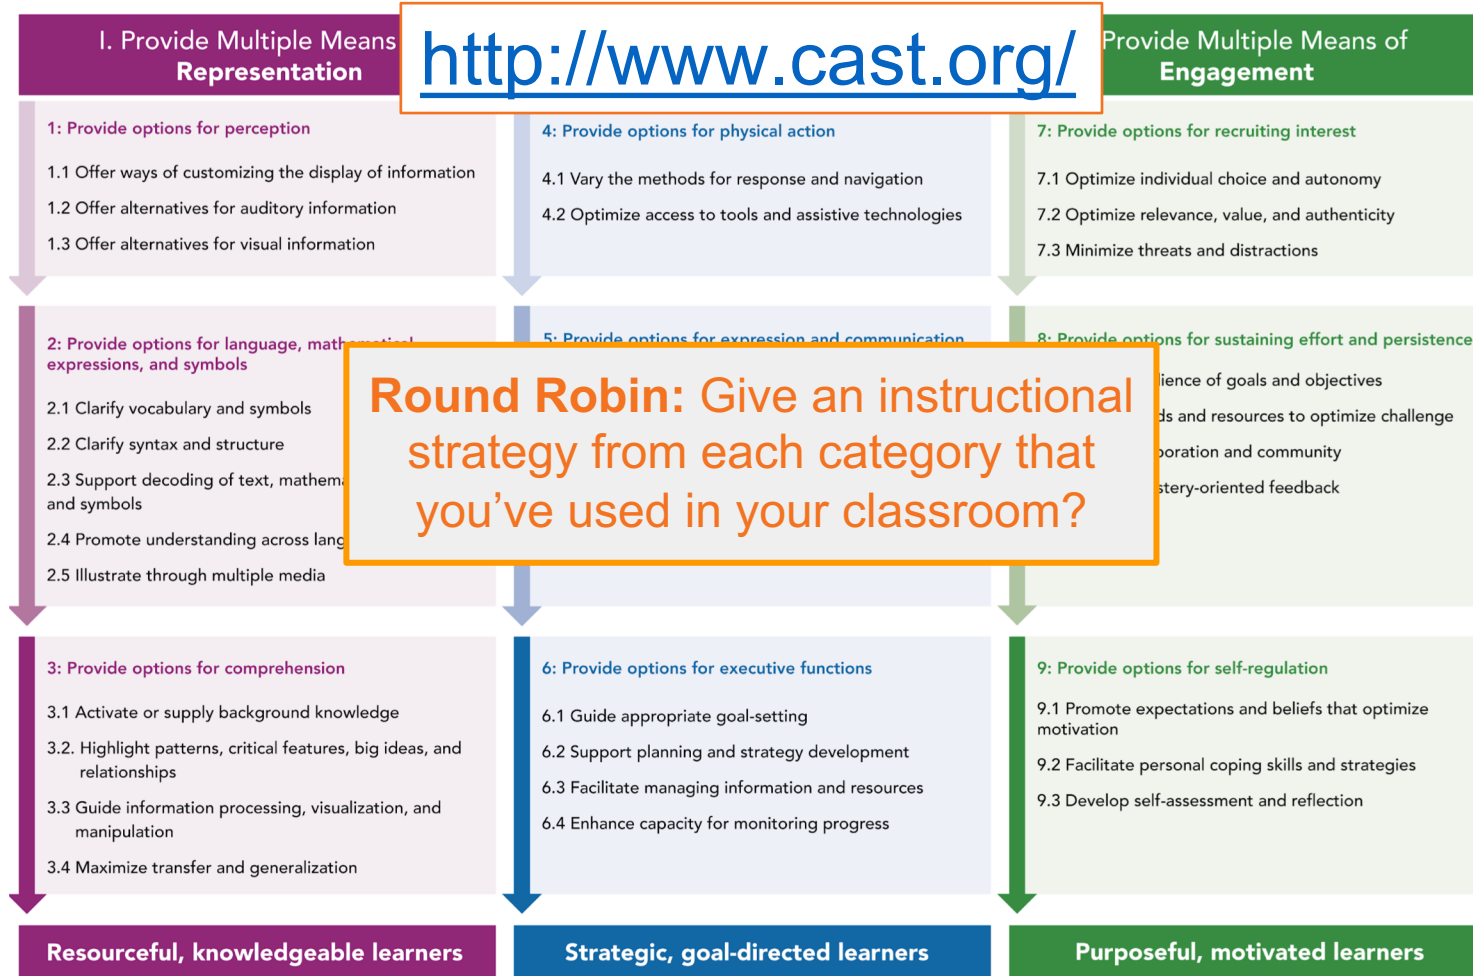 I. Provide Multiple Means
Representation
http://www.cast.org/
Provide Multiple Means of
Engagement
1: Provide options for perception
1.1 Offer ways of customizing the display of information
1.2 Offer alternatives for auditory information
1.3 Offer alternatives for visual information
4: Provide options for physical action
4.1 Vary the methods for response and navigation
4.2 Optimize access to tools and assistive technologies
7: Provide options for recruiting interest
7.1 Optimize individual choice and autonomy
7.2 Optimize relevance, value, and authenticity
7.3 Minimize threats and distractions
2: Provide options for language, mathematical
expressions, and symbols
2.1 Clarify vocabulary and symbols
2.2 Clarify syntax and structure
2.3 Support decoding of text,
and symbols
2.4 Promote understanding across
2.5 Illustrate through multiple media
5: Provide options for expression and communication
Round Robin: Give an instructional
strategy from each category that
you've used in your classroom?
8: Provide options for sustaining effort and persistence
of goals and objectives
and resources to optimize challenge
and community
feedback
3: Provide options for comprehension
3.1 Activate or supply background knowledge
3.2. Highlight patterns, critical features, big ideas, and
relationships
3.3 Guide information processing, visualization, and
manipulation
3.4 Maximize transfer and generalization
6: Provide options for executive functions
6.1 Guide appropriate goal-setting
6.2 Support planning and strategy development
6.3 Facilitate managing information and resources
6.4 Enhance capacity for monitoring progress
9: Provide options for self-regulation
9.1 Promote expectations and beliefs that optimize
motivation
9.2 Facilitate personal coping skills and strategies
9.3 Develop self-assessment and reflection
Resourceful, knowledgeable learners
Strategic, goal-directed learners
Purposeful, motivated learners